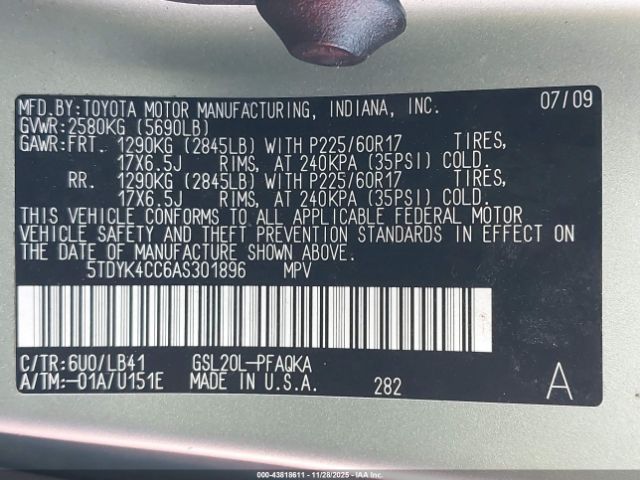 MFD.BY:TOYOTA MOTOR MANUFACTURING, INDIANA, INC. 07/09
GVWR:2580KG (5690LB)
GAWR:FRT. 1290KG (2845LB) WITH P225/60R17 TIRES,
17X6.5J RIMS, AT 240KPA (35PSI) COLD.
RR. 1290KG (2845LB) WITH P225/60R17 TIRES,
17X6.5J RIMS, AT 240KPA (35PSI) COLD.
THIS VEHICLE CONFORMS TO ALL APPLICABLE FEDERAL MOTOR
VEHICLE SAFETY AND THEFT PREVENTION STANDARDS IN EFFECT ON
THE DATE OF MANUFACTURE SHOWN ABOVE.
5TDYK4CC6AS301896 MPV
C/TR:6U0/LB41 GSL20L-PFAQKA
A/TM:-01A/U151E MADE IN U.S.A. 282 A
000-43818611 - 11/28/2025 - IAA Inc.